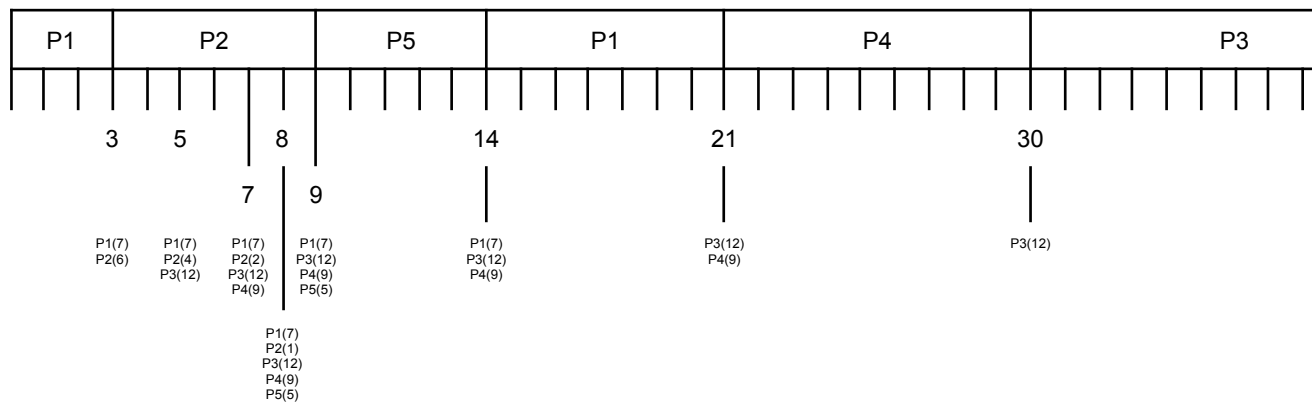 P1 P2 P5 P1 P4 P3
3 5 8 14 21 30
7 9
P1(7) P1(7) P1(7) P1(7) P1(7) P3(12) P3(12)
P2(6) P2(4) P2(2) P3(12) P3(12) P4(9)
P3(12) P3(12) P4(9) P4(9)
P4(9) P5(5)
P1(7)
P2(1)
P3(12)
P4(9)
P5(5)